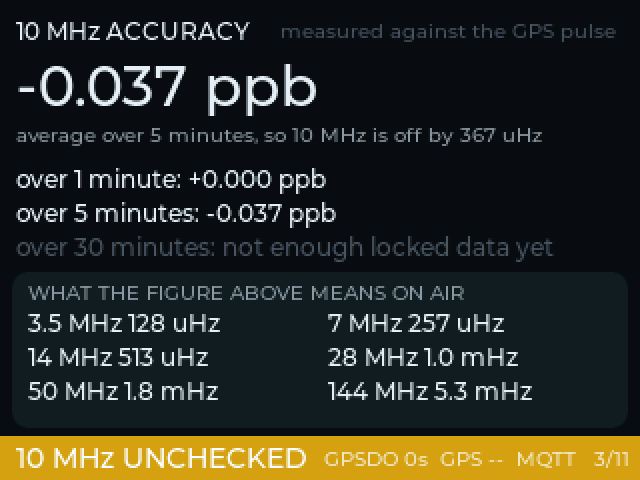 10 MHz ACCURACY measured against the GPS pulse
-0.037 ppb
average over 5 minutes, so 10 MHz is off by 367 uHz
over 1 minute: +0.000 ppb
over 5 minutes: -0.037 ppb
over 30 minutes: not enough locked data yet
WHAT THE FIGURE ABOVE MEANS ON AIR
3.5 MHz 128 uHz 7 MHz 257 uHz
14 MHz 513 uHz 28 MHz 1.0 mHz
50 MHz 1.8 mHz 144 MHz 5.3 mHz
10 MHz UNCHECKED GPSDO 0s GPS -- MQTT 3/11